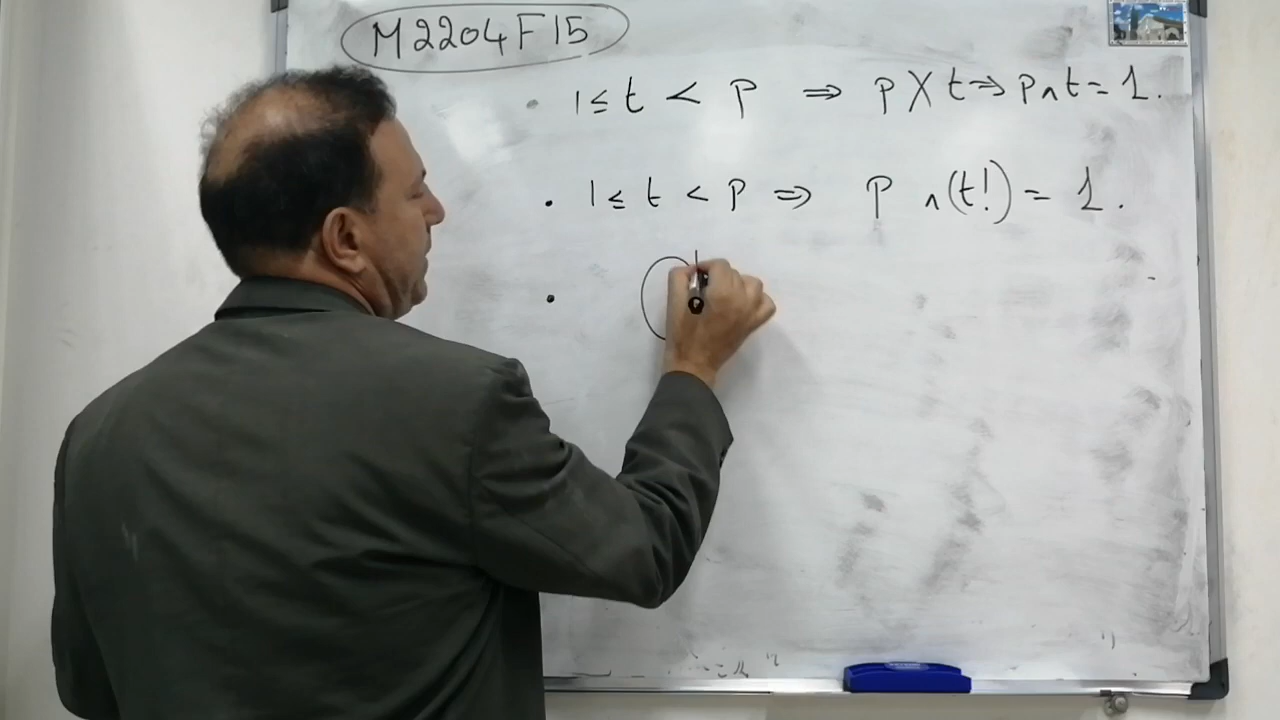 M2204F15
• 1 ≤ t < p ⇒ p ∤ t ⇒ p ∧ t = 1.
• 1 ≤ t < p ⇒ p ∧ (t!) = 1.
•